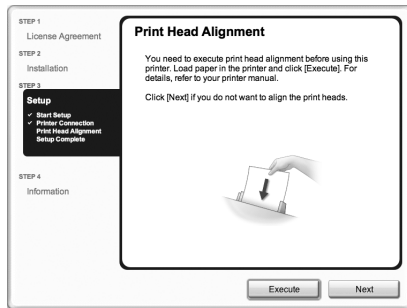 STEP 1
License Agreement
STEP 2
Installation
STEP 3
Setup
✓ Start Setup
✓ Printer Connection
Print Head Alignment
Setup Complete
STEP 4
Information
Print Head Alignment
You need to execute print head alignment before using this
printer. Load paper in the printer and click [Execute]. For
details, refer to your printer manual.
Click [Next] if you do not want to align the print heads.
Execute
Next